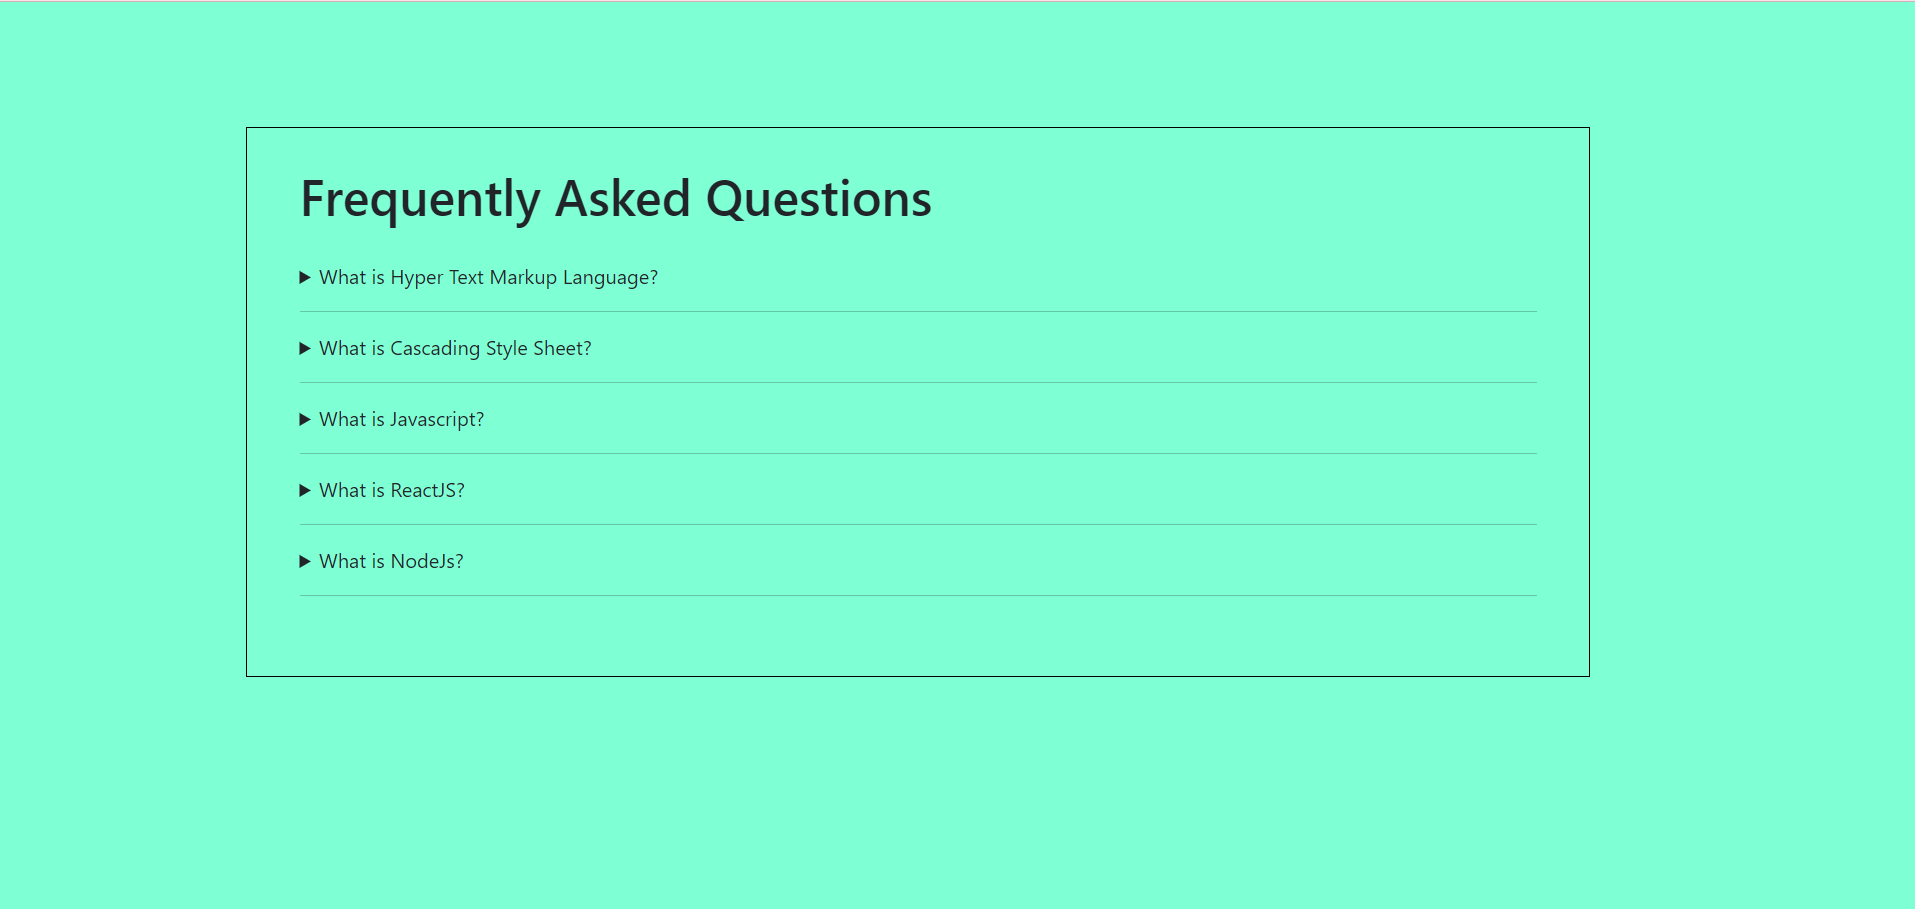 Frequently Asked Questions
What is Hyper Text Markup Language?
What is Cascading Style Sheet?
What is Javascript?
What is ReactJS?
What is NodeJs?